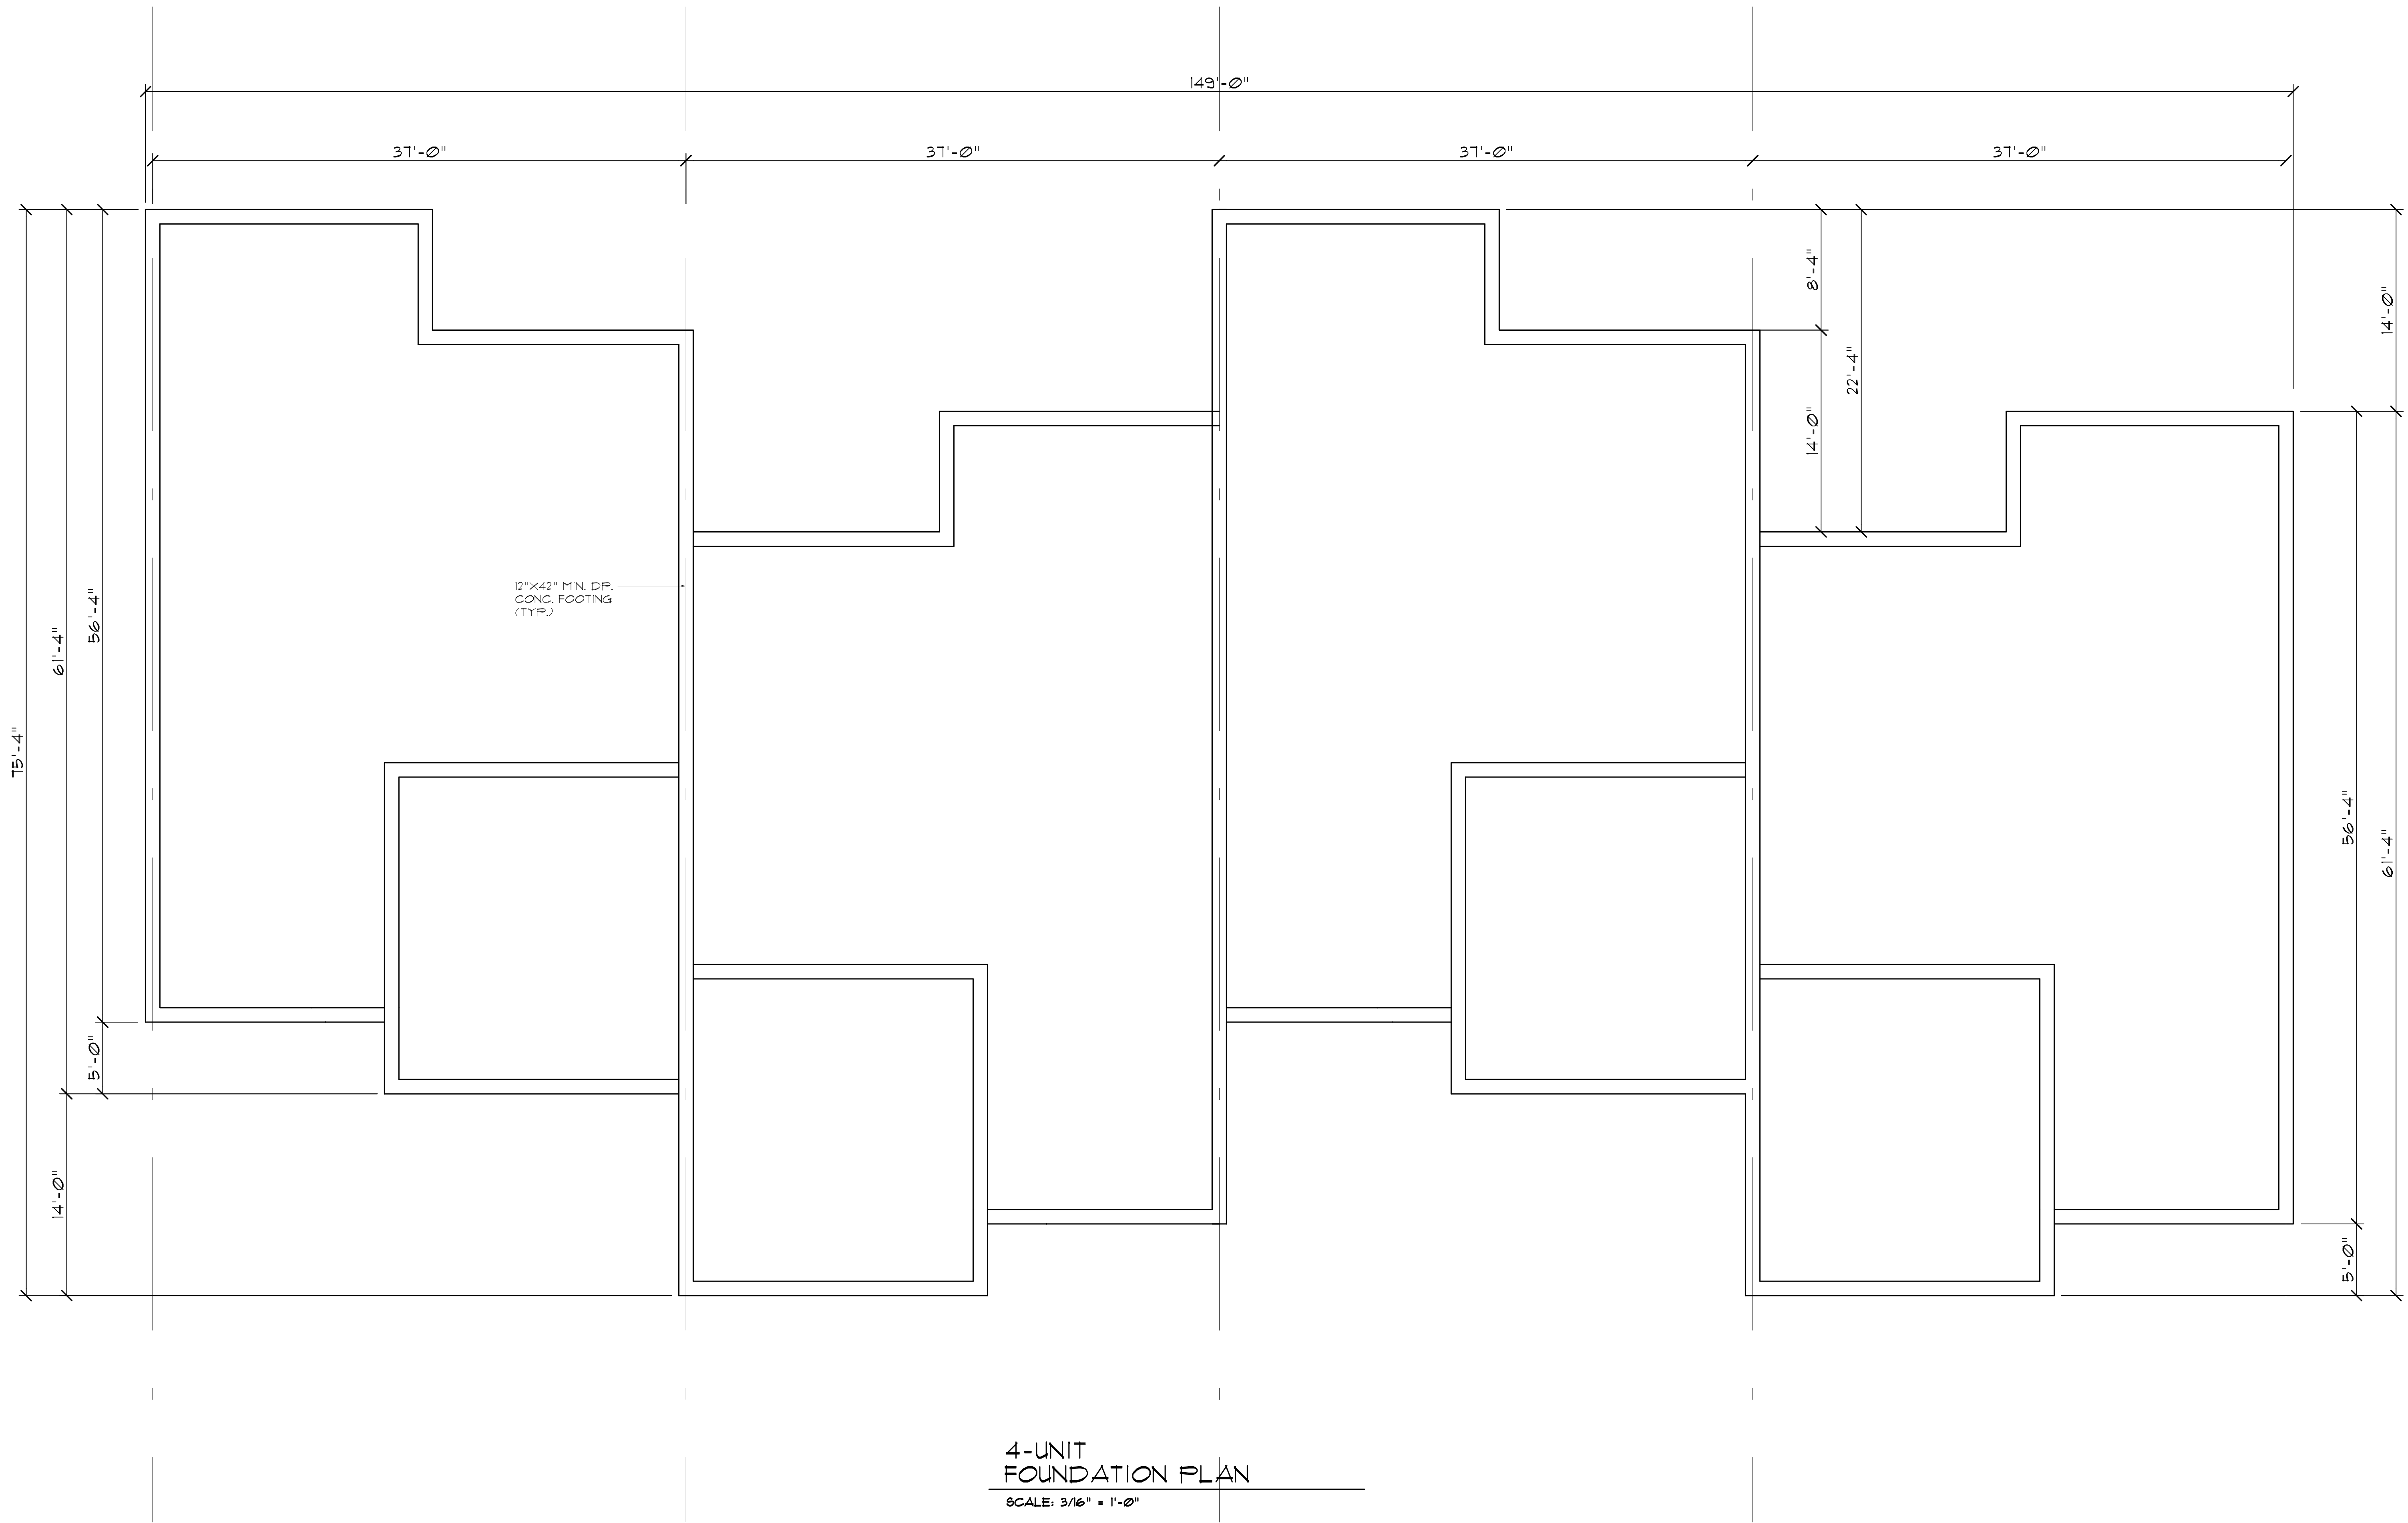 149'-0"
37'-0"
37'-0"
37'-0"
37'-0"
8'-4"
14'-0"
22'-4"
14'-0"
12"X42" MIN. DP.
CONC. FOOTING
(TYP.)
56'-4"
61'-4"
75'-4"
56'-4"
61'-4"
5'-0"
14'-0"
5'-0"
4-UNIT
FOUNDATION PLAN
SCALE: 3/16" = 1'-0"